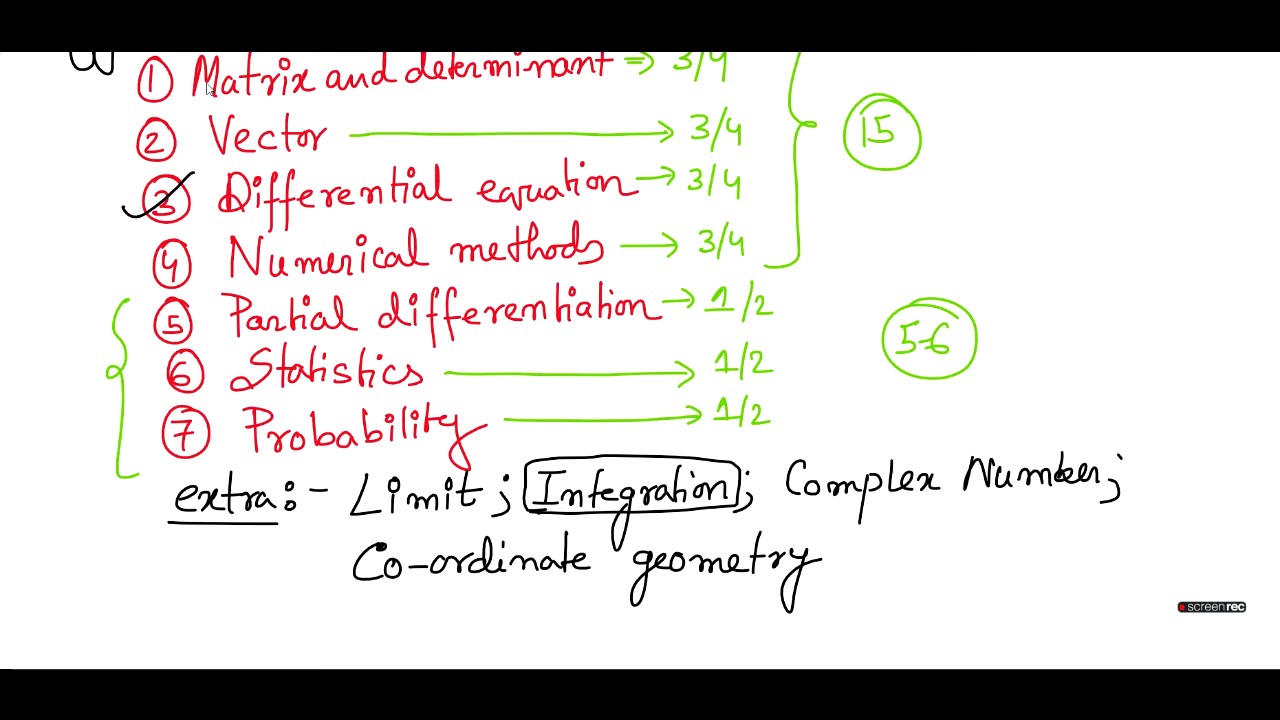 ① Matrix and determinant ⇒ 3/4
② Vector → 3/4
15
③ Differential equation → 3/4
④ Numerical methods → 3/4
⑤ Partial differentiation → 1/2
5-6
⑥ Statistics → 1/2
⑦ Probability → 1/2
extra:- Limit; Integration; Complex Number;
Co-ordinate geometry
screenrec